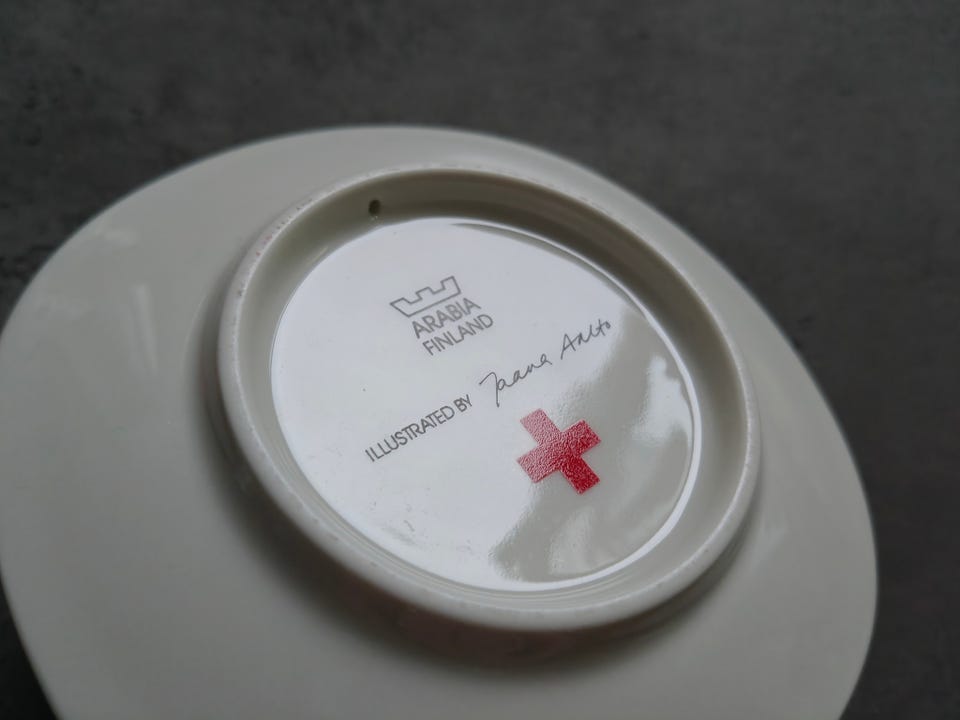 ARABIA
FINLAND
ILLUSTRATED BY Jaana Aalto